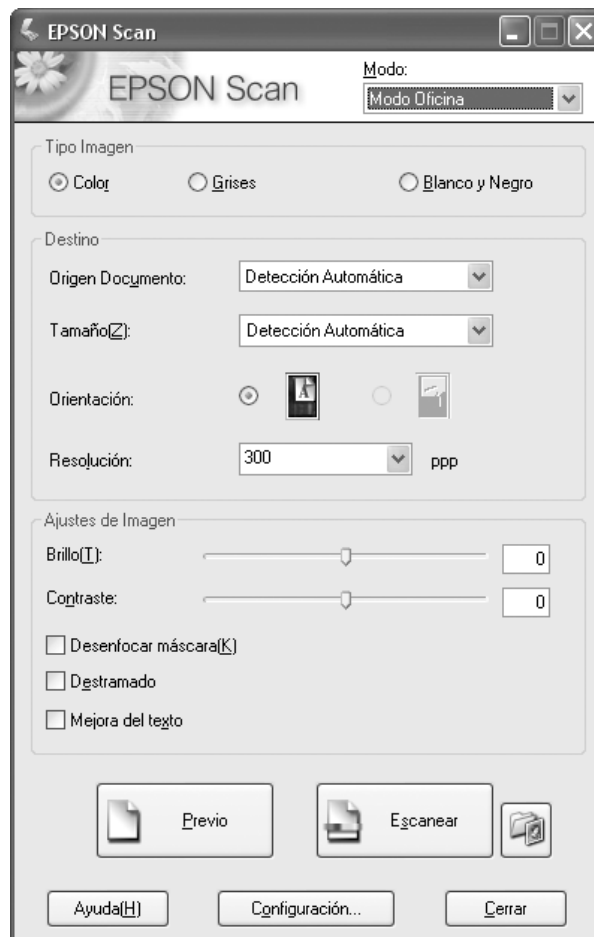 EPSON Scan
EPSON Scan
Modo:
Modo Oficina
Tipo Imagen
Color
Grises
Blanco y Negro
Destino
Origen Documento:
Detección Automática
Tamaño(Z):
Detección Automática
Orientación:
A
Resolución:
300
ppp
Ajustes de Imagen
Brillo(T):
0
Contraste:
0
Desenfocar máscara(K)
Destramado
Mejora del texto
Previo
Escanear
Ayuda(H)
Configuración...
Cerrar